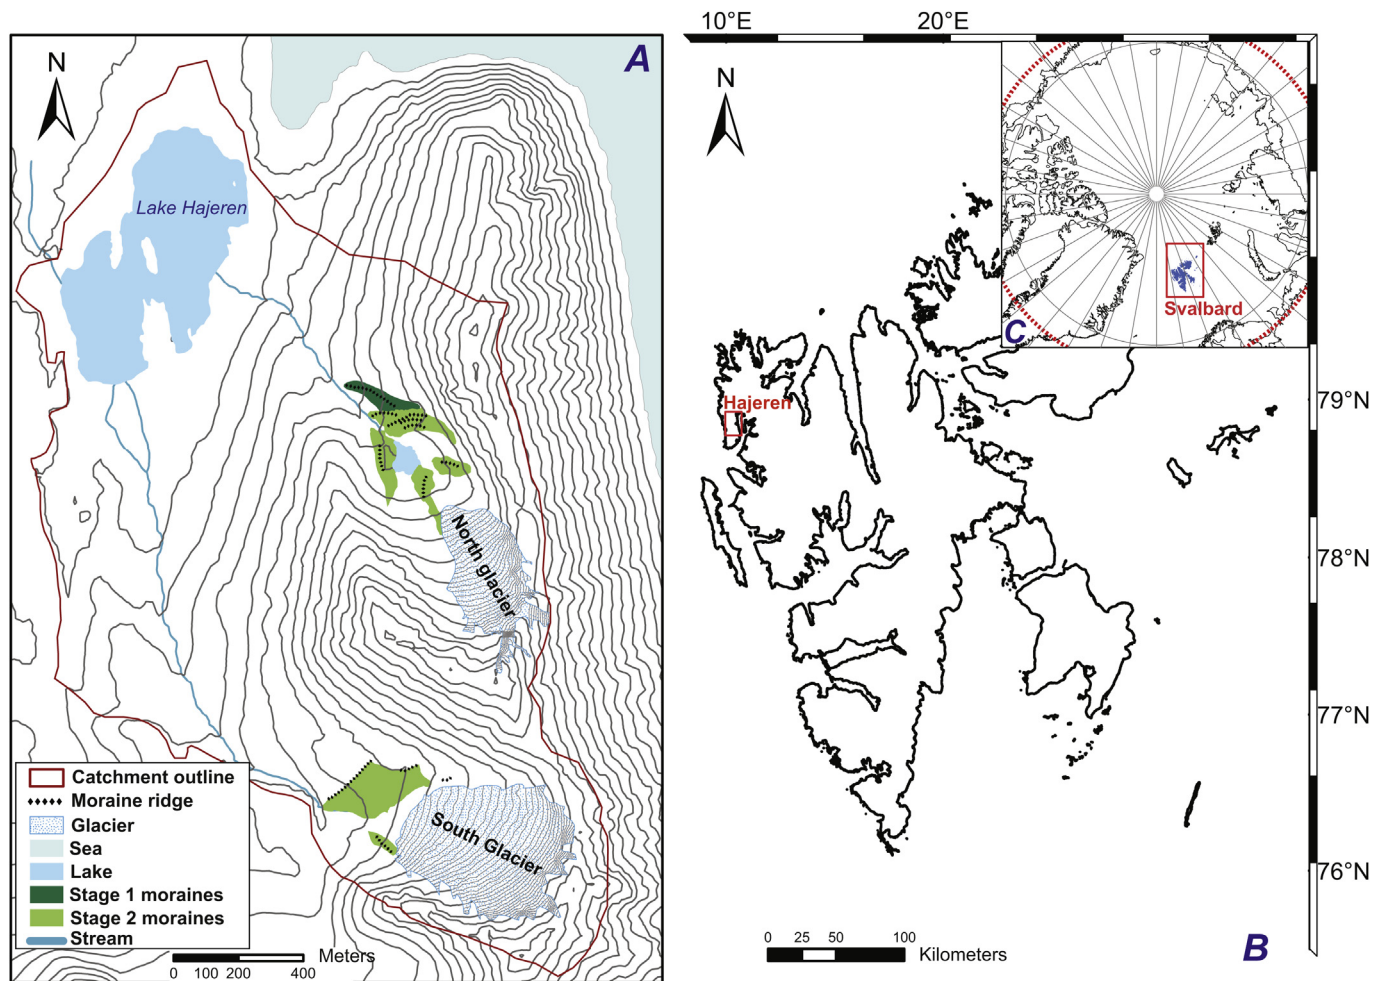 A
N
Lake Hajeren
North glacier
South Glacier
Catchment outline
Moraine ridge
Glacier
Sea
Lake
Stage 1 moraines
Stage 2 moraines
Stream
Meters
0 100 200 400
10°E 20°E
N
Svalbard
C
Hajeren
79°N
78°N
77°N
76°N
0 25 50 100
Kilometers
B